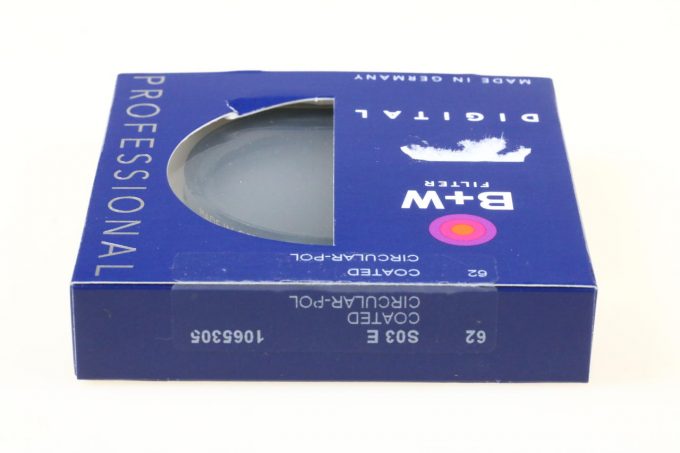 PROFESSIONAL
B+W
FILTER
DIGITAL
MADE IN GERMANY
62
COATED
CIRCULAR-POL
62 S03 E 1065305
COATED
CIRCULAR-POL